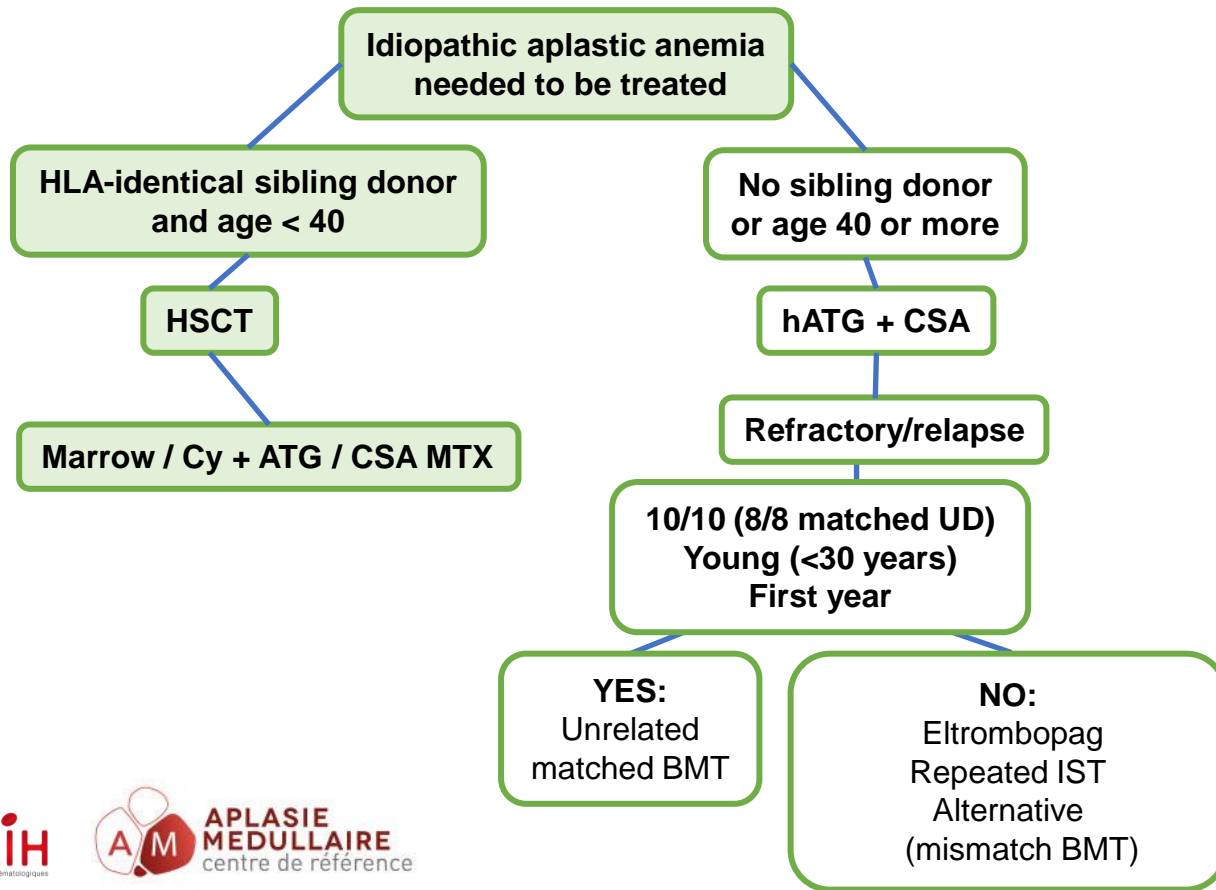 Idiopathic aplastic anemia
needed to be treated
HLA-identical sibling donor
and age < 40
No sibling donor
or age 40 or more
HSCT
hATG + CSA
Marrow / Cy + ATG / CSA MTX
Refractory/relapse
10/10 (8/8 matched UD)
Young (<30 years)
First year
YES:
Unrelated
matched BMT
NO:
Eltrombopag
Repeated IST
Alternative
(mismatch BMT)
iH
ématologiques
AM
APLASIE
MEDULLAIRE
centre de référence